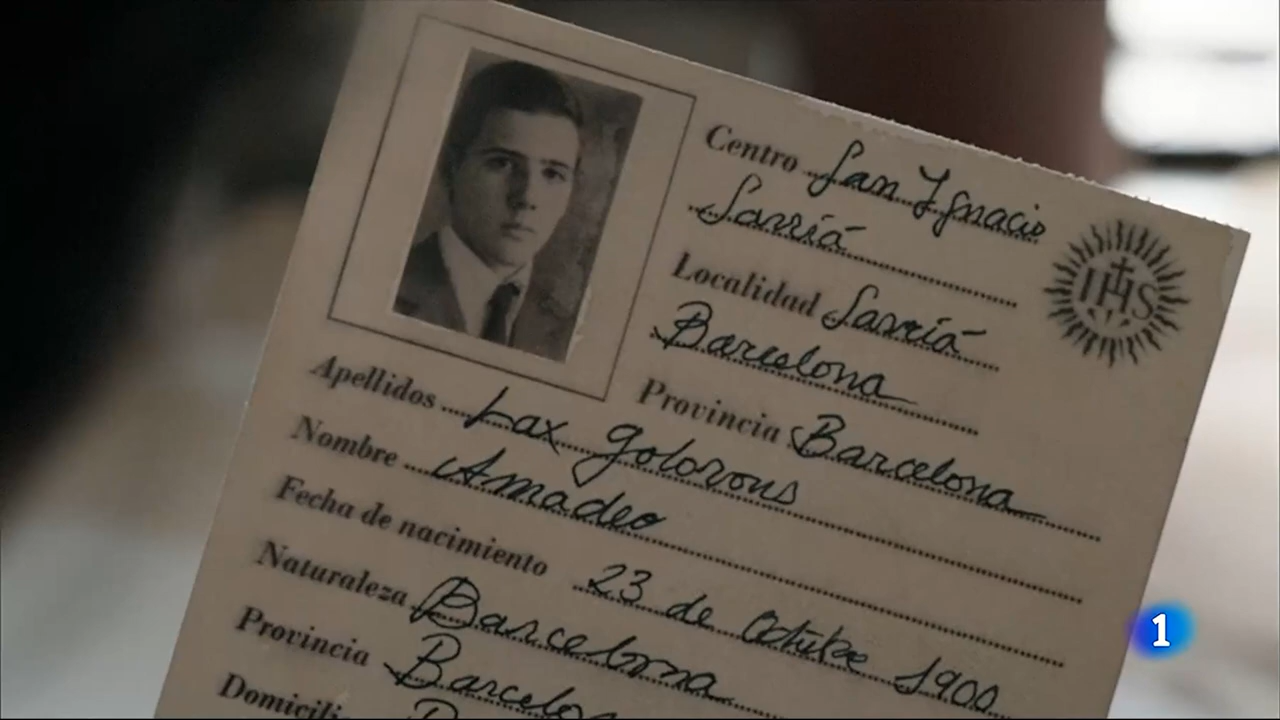 Centro San Ignacio
Sarriá
IHS
Localidad Sarriá
Barcelona
Provincia Barcelona
Apellidos Lax Golorons
Nombre Amadeo
Fecha de nacimiento 23 de Octubre 1900
Naturaleza Barcelona
Provincia
Domicilio
1